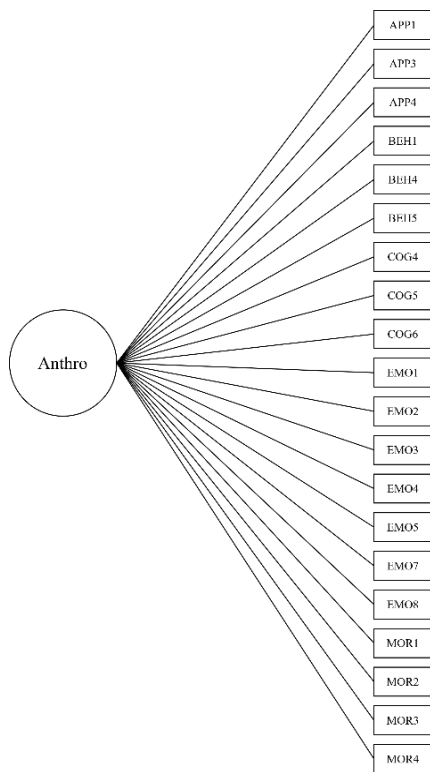 APP1
APP3
APP4
BEH1
BEH4
BEH5
COG4
COG5
COG6
Anthro
EMO1
EMO2
EMO3
EMO4
EMO5
EMO7
EMO8
MOR1
MOR2
MOR3
MOR4